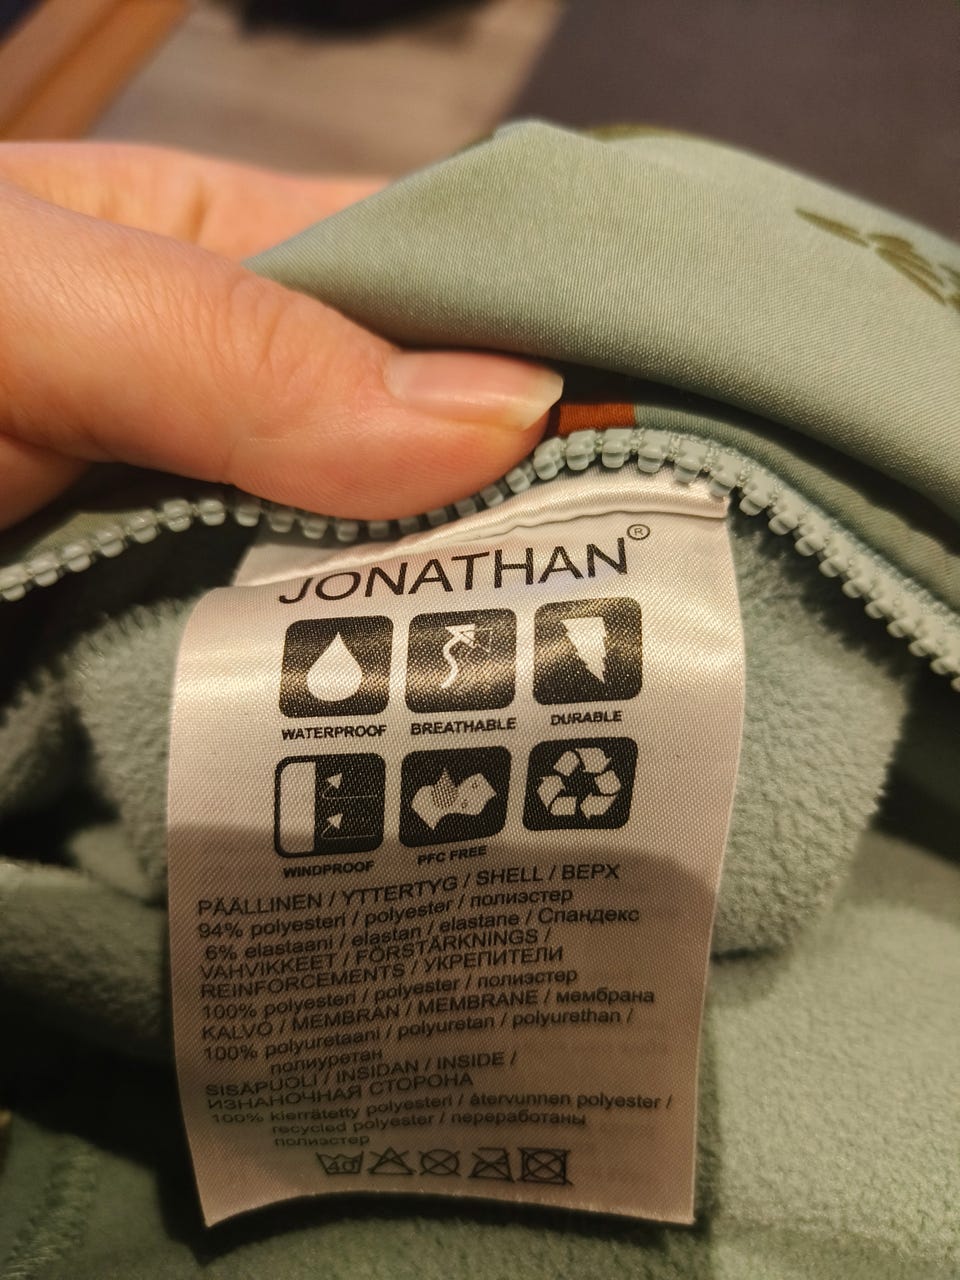 JONATHAN®
WATERPROOF BREATHABLE DURABLE
WINDPROOF PFC FREE
PÄÄLLINEN / YTTERTYG / SHELL / ВЕРХ
94% polyesteri / polyester / полиэстер
6% elastaani / elastan / elastane / Спандекс
VAHVIKKEET / FÖRSTÄRKNINGS /
REINFORCEMENTS / УКРЕПИТЕЛИ
100% polyesteri / polyester / полиэстер
KALVO / MEMBRAN / MEMBRANE / мембрана
100% polyuretaani / polyuretan / polyurethan /
полиуретан
SISÄPUOLI / INSIDAN / INSIDE /
ИЗНАНОЧНАЯ СТОРОНА
100% kierrätetty polyesteri / återvunnen polyester /
recycled polyester / переработаны
полиэстер
40